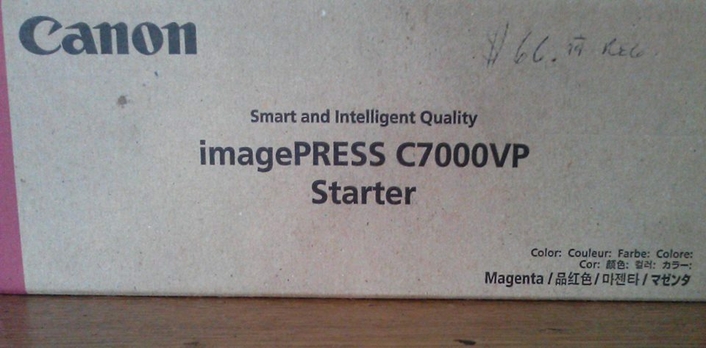 Canon
Smart and Intelligent Quality
imagePRESS C7000VP
Starter
Color: Couleur: Farbe: Colore:
Cor: 顏色: 컬러: カラー:
Magenta / 品红色 / 마젠타 / マゼンタ